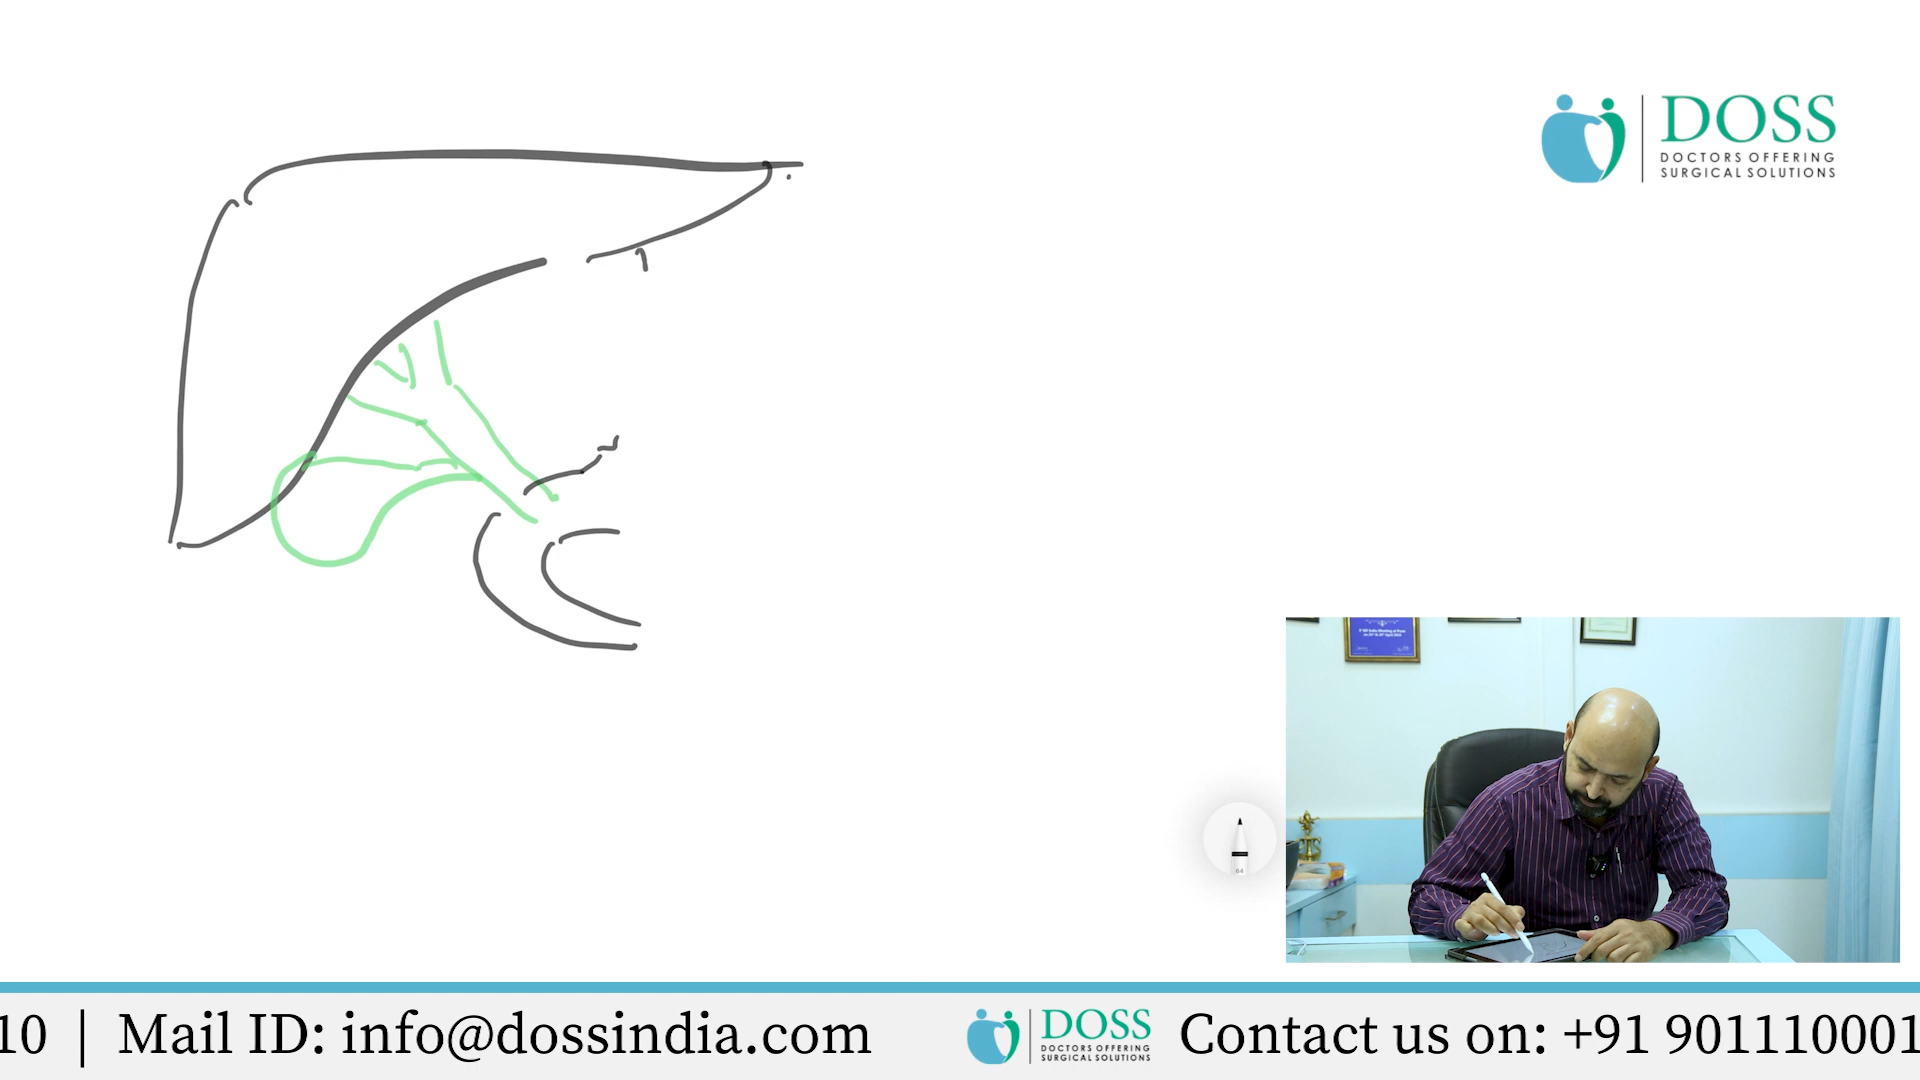 DOSS
DOCTORS OFFERING
SURGICAL SOLUTIONS
64
10 | Mail ID: info@dossindia.com
DOSS
DOCTORS OFFERING
SURGICAL SOLUTIONS
Contact us on: +91 901110001